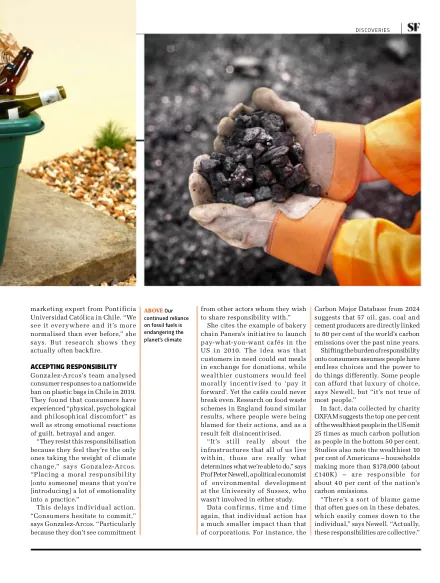 DISCOVERIES
SF
marketing expert from Pontificia
Universidad Católica in Chile. "We
see it everywhere and it's more
normalised than ever before," she
says. But research shows they
actually often backfire.
ACCEPTING RESPONSIBILITY
Gonzalez-Arcos's team analysed
consumer responses to a nationwide
ban on plastic bags in Chile in 2019.
They found that consumers have
experienced "physical, psychological
and philosophical discomfort" as
well as strong emotional reactions
of guilt, betrayal and anger.
"They resist this responsibilisation
because they feel they're the only
ones taking the weight of climate
change," says Gonzalez-Arcos.
"Placing a moral responsibility
[onto someone] means that you're
[introducing] a lot of emotionality
into a practice."
This delays individual action.
"Consumers hesitate to commit,"
says Gonzalez-Arcos. "Particularly
because they don't see commitment
ABOVE Our
continued reliance
on fossil fuels is
endangering the
planet's climate
from other actors whom they wish
to share responsibility with."
She cites the example of bakery
chain Panera's initiative to launch
pay-what-you-want cafés in the
US in 2010. The idea was that
customers in need could eat meals
in exchange for donations, while
wealthier customers would feel
morally incentivised to 'pay it
forward'. Yet the cafés could never
break even. Research on food waste
schemes in England found similar
results, where people were being
blamed for their actions, and as a
result felt disincentivised.
"It's still really about the
infrastructures that all of us live
within, those are really what
determines what we're able to do," says
Prof Peter Newell, a political economist
of environmental development
at the University of Sussex, who
wasn't involved in either study.
Data confirms, time and time
again, that individual action has
a much smaller impact than that
of corporations. For instance, the
Carbon Major Database from 2024
suggests that 57 oil, gas, coal and
cement producers are directly linked
to 80 per cent of the world's carbon
emissions over the past nine years.
Shifting the burden of responsibility
onto consumers assumes people have
endless choices and the power to
do things differently. Some people
can afford that luxury of choice,
says Newell, but "it's not true of
most people."
In fact, data collected by charity
OXFAM suggests the top one per cent
of the wealthiest people in the US emit
25 times as much carbon pollution
as people in the bottom 50 per cent.
Studies also note the wealthiest 10
per cent of Americans – households
making more than $178,000 (about
£140K) – are responsible for
about 40 per cent of the nation's
carbon emissions.
"There's a sort of blame game
that often goes on in these debates,
which easily comes down to the
individual," says Newell. "Actually,
these responsibilities are collective."